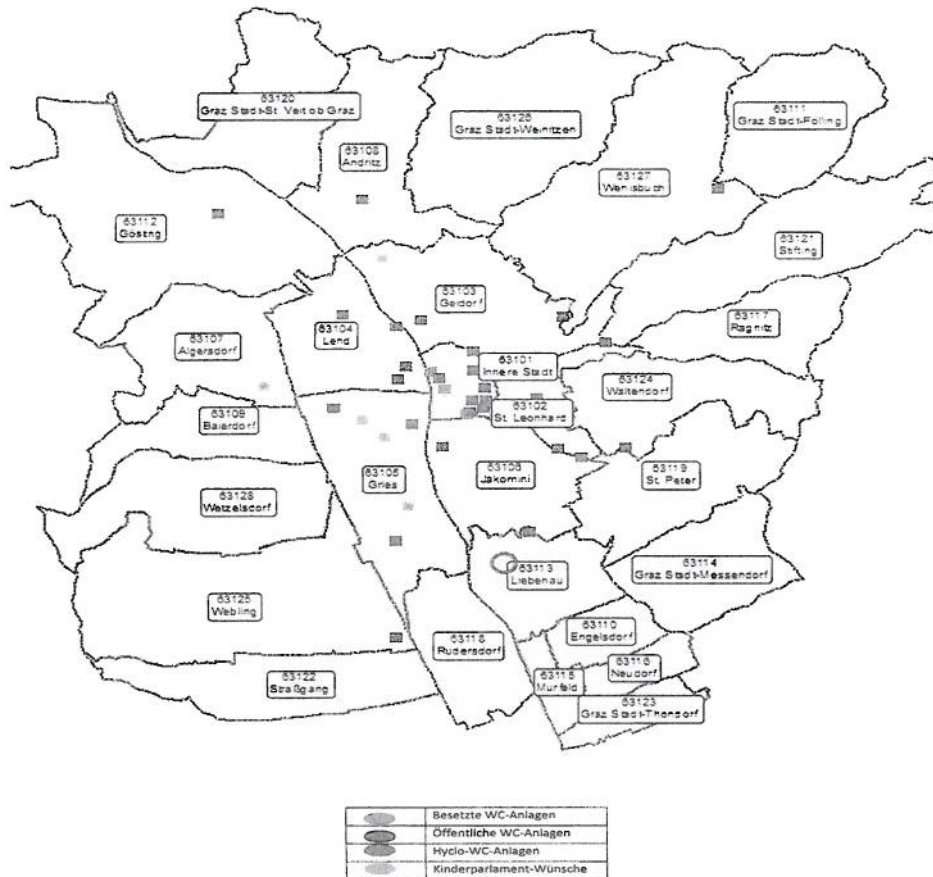 63120
Graz Stadt-St. Veit ob Graz
63108
Andritz
63126
Graz Stadt-Weinitzen
63111
Graz Stadt-Fölling
63127
Wenisbuch
63112
Gösting
63121
Stifting
63103
Geidorf
63104
Lend
63117
Ragnitz
63107
Algersdorf
63101
Innere Stadt
63124
Waltendorf
63102
St. Leonhard
63109
Baierdorf
63105
Gries
63106
Jakomini
63119
St. Peter
63128
Wetzelsdorf
63113
Liebenau
63114
Graz Stadt-Messendorf
63125
Webling
63118
Rudersdorf
63110
Engelsdorf
63116
Neudorf
63115
Murfeld
63122
Straßgang
63123
Graz Stadt-Thondorf
Besetzte WC-Anlagen
Öffentliche WC-Anlagen
Hyclo-WC-Anlagen
Kinderparlament-Wünsche